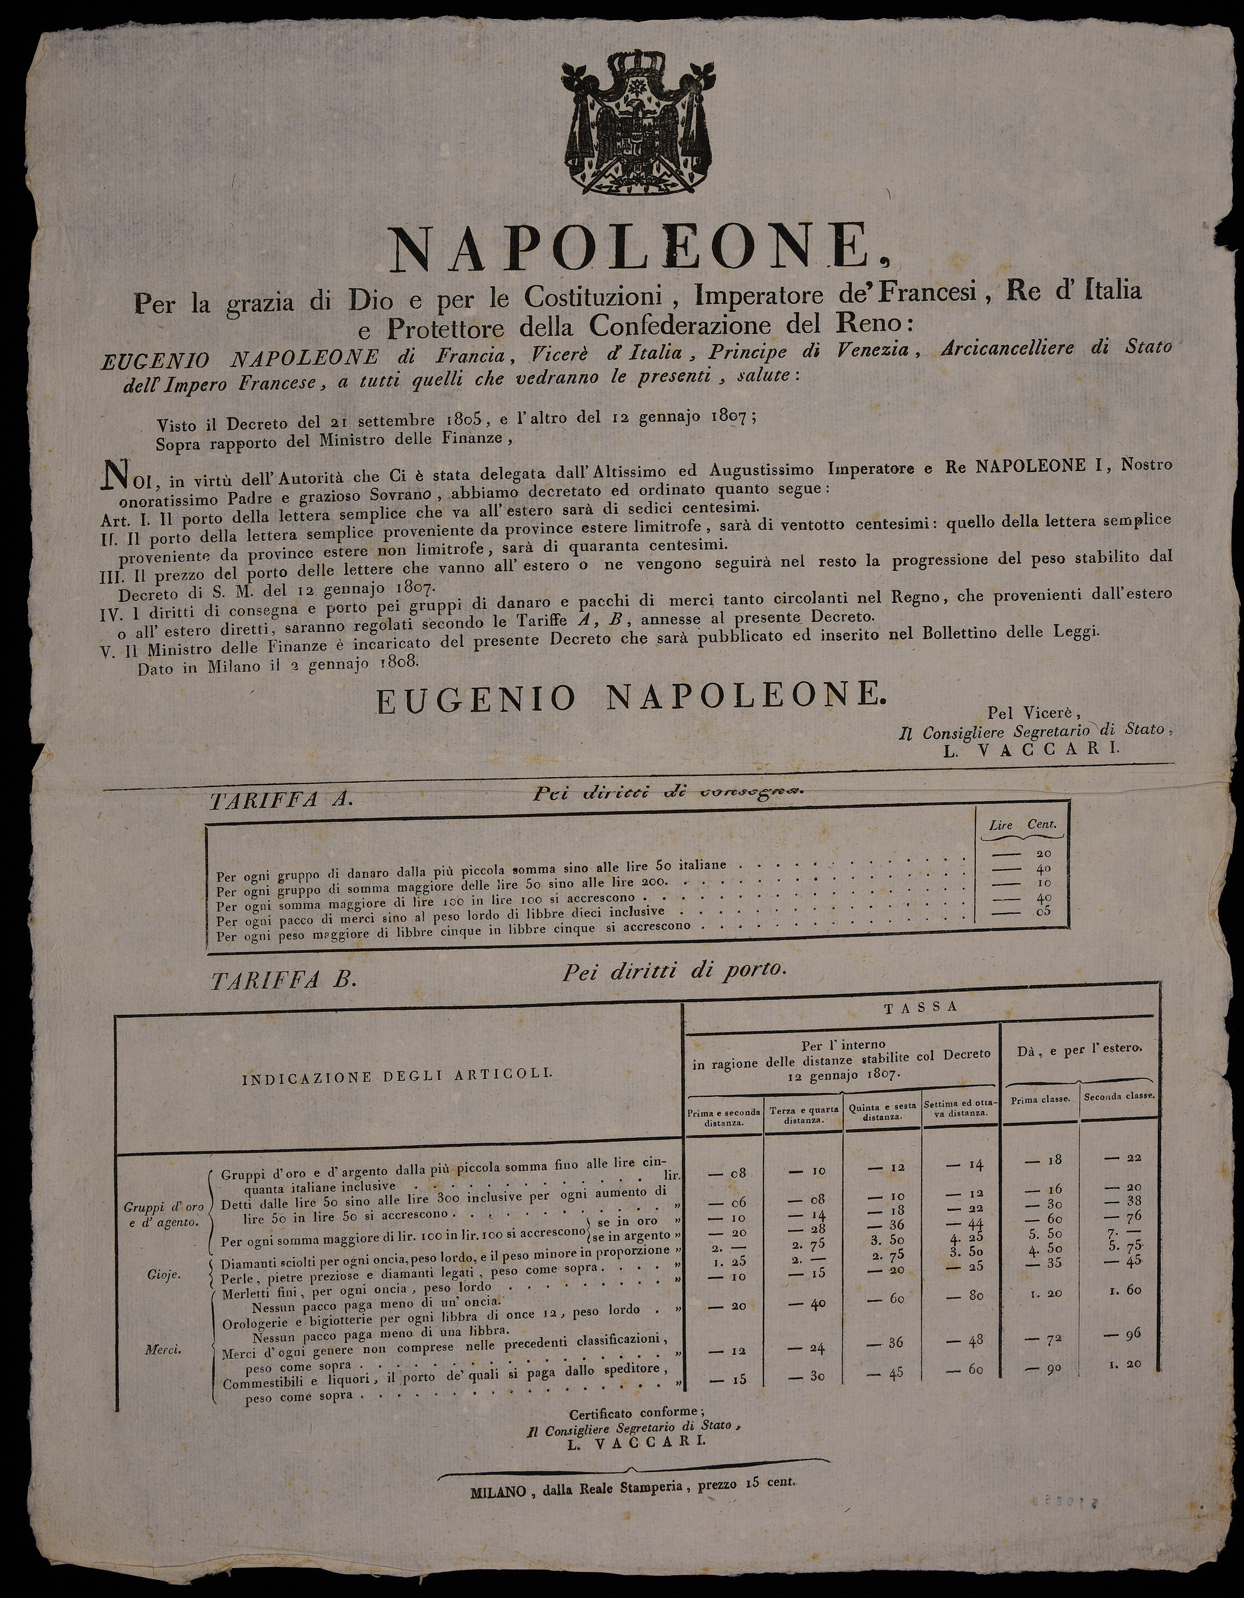 NAPOLEONE,
Per la grazia di Dio e per le Costituzioni, Imperatore de' Francesi, Re d'Italia
e Protettore della Confederazione del Reno:
EUGENIO NAPOLEONE di Francia, Vicerè d'Italia, Principe di Venezia, Arcicancelliere di Stato
dell'Impero Francese, a tutti quelli che vedranno le presenti, salute:
Visto il Decreto del 21 settembre 1805, e l'altro del 12 gennajo 1807;
Sopra rapporto del Ministro delle Finanze,
NOI, in virtù dell'Autorità che Ci è stata delegata dall'Altissimo ed Augustissimo Imperatore e Re NAPOLEONE I, Nostro
onoratissimo Padre e grazioso Sovrano, abbiamo decretato ed ordinato quanto segue:
Art. I. Il porto della lettera semplice che va all'estero sarà di sedici centesimi.
II. Il porto della lettera semplice proveniente da province estere limitrofe, sarà di ventotto centesimi: quello della lettera semplice
proveniente da province estere non limitrofe, sarà di quaranta centesimi.
III. Il prezzo del porto delle lettere che vanno all'estero o ne vengono seguirà nel resto la progressione del peso stabilito dal
Decreto di S. M. del 12 gennajo 1807.
IV. I diritti di consegna e porto pei gruppi di danaro e pacchi di merci tanto circolanti nel Regno, che provenienti dall'estero
o all'estero diretti, saranno regolati secondo le Tariffe A, B, annesse al presente Decreto.
V. Il Ministro delle Finanze è incaricato del presente Decreto che sarà pubblicato ed inserito nel Bollettino delle Leggi.
Dato in Milano il 2 gennajo 1808.
EUGENIO NAPOLEONE.
Pel Vicerè,
Il Consigliere Segretario di Stato,
L. VACCARI.
TARIFFA A. Pei diritti di consegna.
Lire Cent.
Per ogni gruppo di danaro dalla più piccola somma sino alle lire 50 italiane . . . . . . . . . . . . — 20
Per ogni gruppo di somma maggiore delle lire 50 sino alle lire 200. . . . . . . . . . . . . — 40
Per ogni somma maggiore di lire 100 in lire 100 si accrescono . . . . . . . . . . . . . — 10
Per ogni pacco di merci sino al peso lordo di libbre dieci inclusive . . . . . . . . . . . . — 40
Per ogni peso maggiore di libbre cinque in libbre cinque si accrescono . . . . . . . . . . . — 05
TARIFFA B. Pei diritti di porto.
INDICAZIONE DEGLI ARTICOLI.
TASSA
Per l'interno
in ragione delle distanze stabilite col Decreto
12 gennajo 1807.
Dà, e per l'estero.
Prima e seconda distanza. Terza e quarta distanza. Quinta e sesta distanza. Settima ed ottava distanza. Prima classe. Seconda classe.
Gruppi d'oro
e d'agento.
Gruppi d'oro e d'argento dalla più piccola somma fino alle lire cin-
quanta italiane inclusive . . . . . . . . . . lir. — 08 — 10 — 12 — 14 — 18 — 22
Detti dalle lire 50 sino alle lire 300 inclusive per ogni aumento di
lire 50 in lire 50 si accrescono . . . . . . . . . „ — 06 — 08 — 10 — 12 — 16 — 20
Per ogni somma maggiore di lir. 100 in lir. 100 si accrescono se in oro „ — 10 — 14 — 18 — 22 — 30 — 38
se in argento „ — 20 — 28 — 36 — 44 — 60 — 76
Gioje.
Diamanti sciolti per ogni oncia, peso lordo, e il peso minore in proporzione „ 2. — 2. 75 3. 50 4. 25 5. 50 7. —
Perle, pietre preziose e diamanti legati, peso come sopra . . . . „ 1. 25 2. — 2. 75 3. 50 4. 50 5. 75
Merci.
Merletti fini, per ogni oncia, peso lordo . . . . . . . . „ — 10 — 15 — 20 — 25 — 35 — 45
Nessun pacco paga meno di un'oncia.
Orologerie e bigiotterie per ogni libbra di once 12, peso lordo . „ — 20 — 40 — 60 — 80 1. 20 1. 60
Nessun pacco paga meno di una libbra.
Merci d'ogni genere non comprese nelle precedenti classificazioni,
peso come sopra . . . . . . . . . . . . . . „ — 12 — 24 — 36 — 48 — 72 — 96
Commestibili e liquori, il porto de' quali si paga dallo speditore,
peso come sopra . . . . . . . . . . . . . . „ — 15 — 30 — 45 — 60 — 90 1. 20
Certificato conforme;
Il Consigliere Segretario di Stato,
L. VACCARI.
MILANO, dalla Reale Stamperia, prezzo 15 cent.